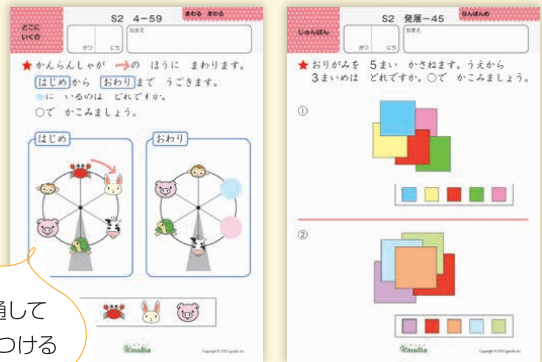 どこに
いくの
S2 4-59
まわる まわる
がつ にち
なまえ
★かんらんしゃが →の ほうに まわります。
はじめから おわりまで うごきます。
に いるのは どれですか。
○で かこみましょう。
はじめ
おわり
通して
つける
じゅんばん
S2 発展-45
なんばんめ
がつ にち
なまえ
★おりがみを 5まい かさねます。うえから
3まいめは どれですか。○で かこみましょう。
①
②